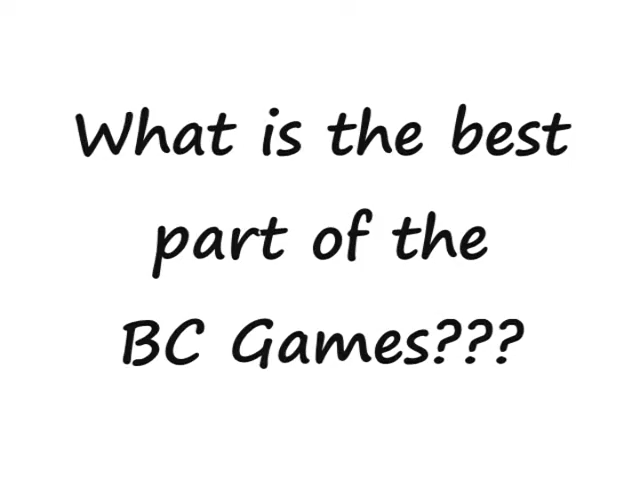 What is the best
part of the
BC Games???